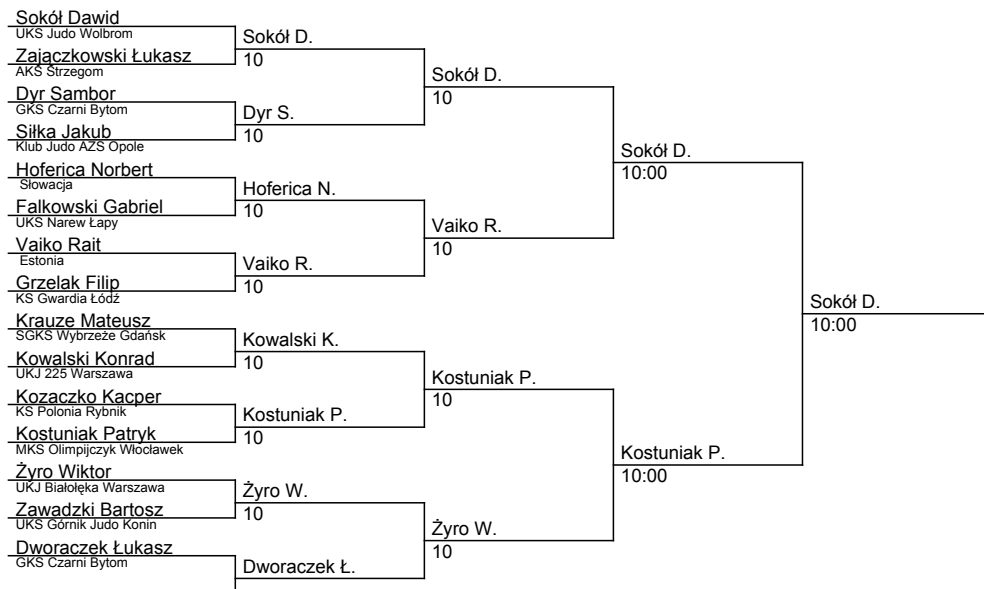 Sokół Dawid
UKS Judo Wolbrom
Zajączkowski Łukasz
AKS Strzegom
Dyr Sambor
GKS Czarni Bytom
Siłka Jakub
Klub Judo AZS Opole
Hoferica Norbert
Słowacja
Falkowski Gabriel
UKS Narew Łapy
Vaiko Rait
Estonia
Grzelak Filip
KS Gwardia Łódź
Krauze Mateusz
SGKS Wybrzeże Gdańsk
Kowalski Konrad
UKJ 225 Warszawa
Kozaczko Kacper
KS Polonia Rybnik
Kostuniak Patryk
MKS Olimpijczyk Włocławek
Żyro Wiktor
UKJ Białołęka Warszawa
Zawadzki Bartosz
UKS Górnik Judo Konin
Dworaczek Łukasz
GKS Czarni Bytom
Sokół D.
10
Dyr S.
10
Hoferica N.
10
Vaiko R.
10
Kowalski K.
10
Kostuniak P.
10
Żyro W.
10
Dworaczek Ł.
Sokół D.
10
Vaiko R.
10
Kostuniak P.
10
Żyro W.
10
Sokół D.
10:00
Kostuniak P.
10:00
Sokół D.
10:00